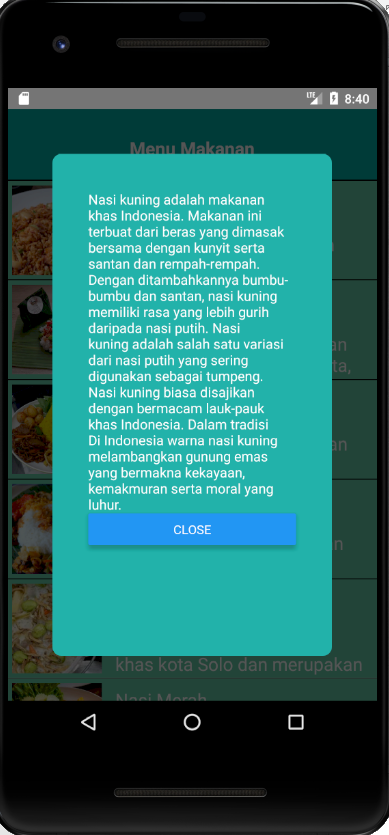 LTE 8:40
Menu Makanan
Nasi kuning adalah makanan
khas Indonesia. Makanan ini
terbuat dari beras yang dimasak
bersama dengan kunyit serta
santan dan rempah-rempah.
Dengan ditambahkannya bumbu-
bumbu dan santan, nasi kuning
memiliki rasa yang lebih gurih
daripada nasi putih. Nasi
kuning adalah salah satu variasi
dari nasi putih yang sering
digunakan sebagai tumpeng.
Nasi kuning biasa disajikan
dengan bermacam lauk-pauk
khas Indonesia. Dalam tradisi
Di Indonesia warna nasi kuning
melambangkan gunung emas
yang bermakna kekayaan,
kemakmuran serta moral yang
luhur.
CLOSE
khas kota Solo dan merupakan
Nasi Merah